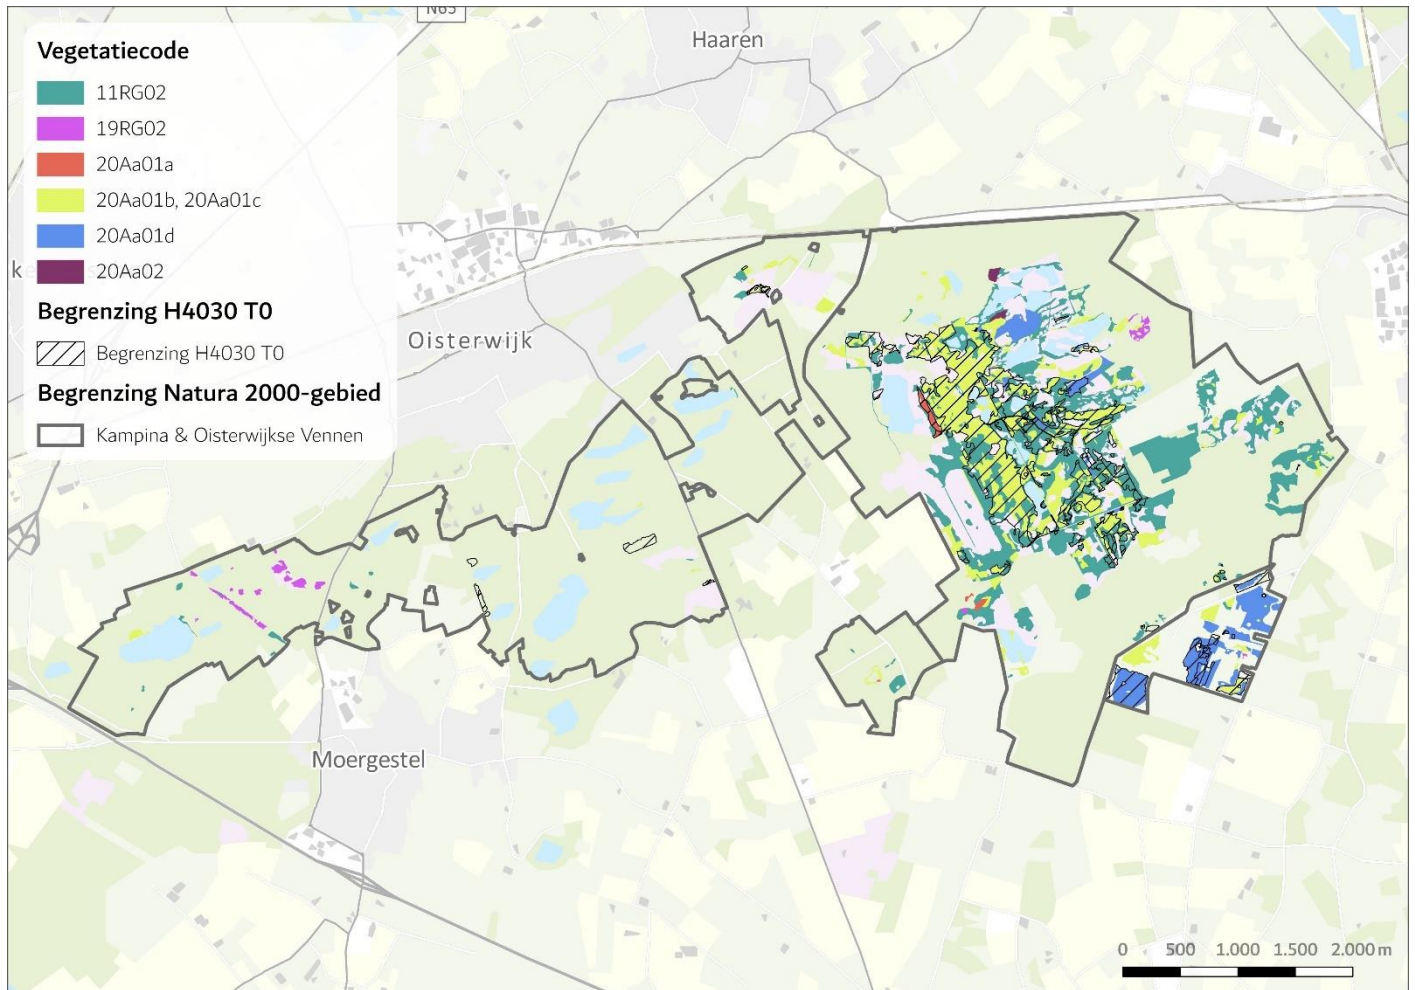 N65
Haaren
Vegetatiecode
11RG02
19RG02
20Aa01a
20Aa01b, 20Aa01c
20Aa01d
20Aa02
Begrenzing H4030 T0
Begrenzing H4030 T0
Begrenzing Natura 2000-gebied
Kampina & Oisterwijkse Vennen
Oisterwijk
Moergestel
0 500 1.000 1.500 2.000 m